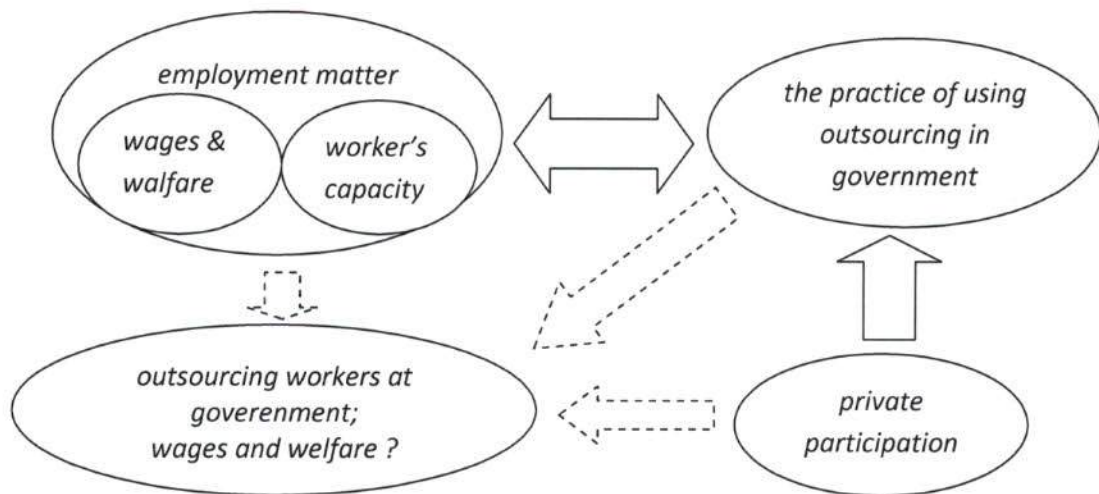 employment matter
wages &
walfare
worker's
capacity
the practice of using
outsourcing in
government
outsourcing workers at
goverenment;
wages and welfare ?
private
participation